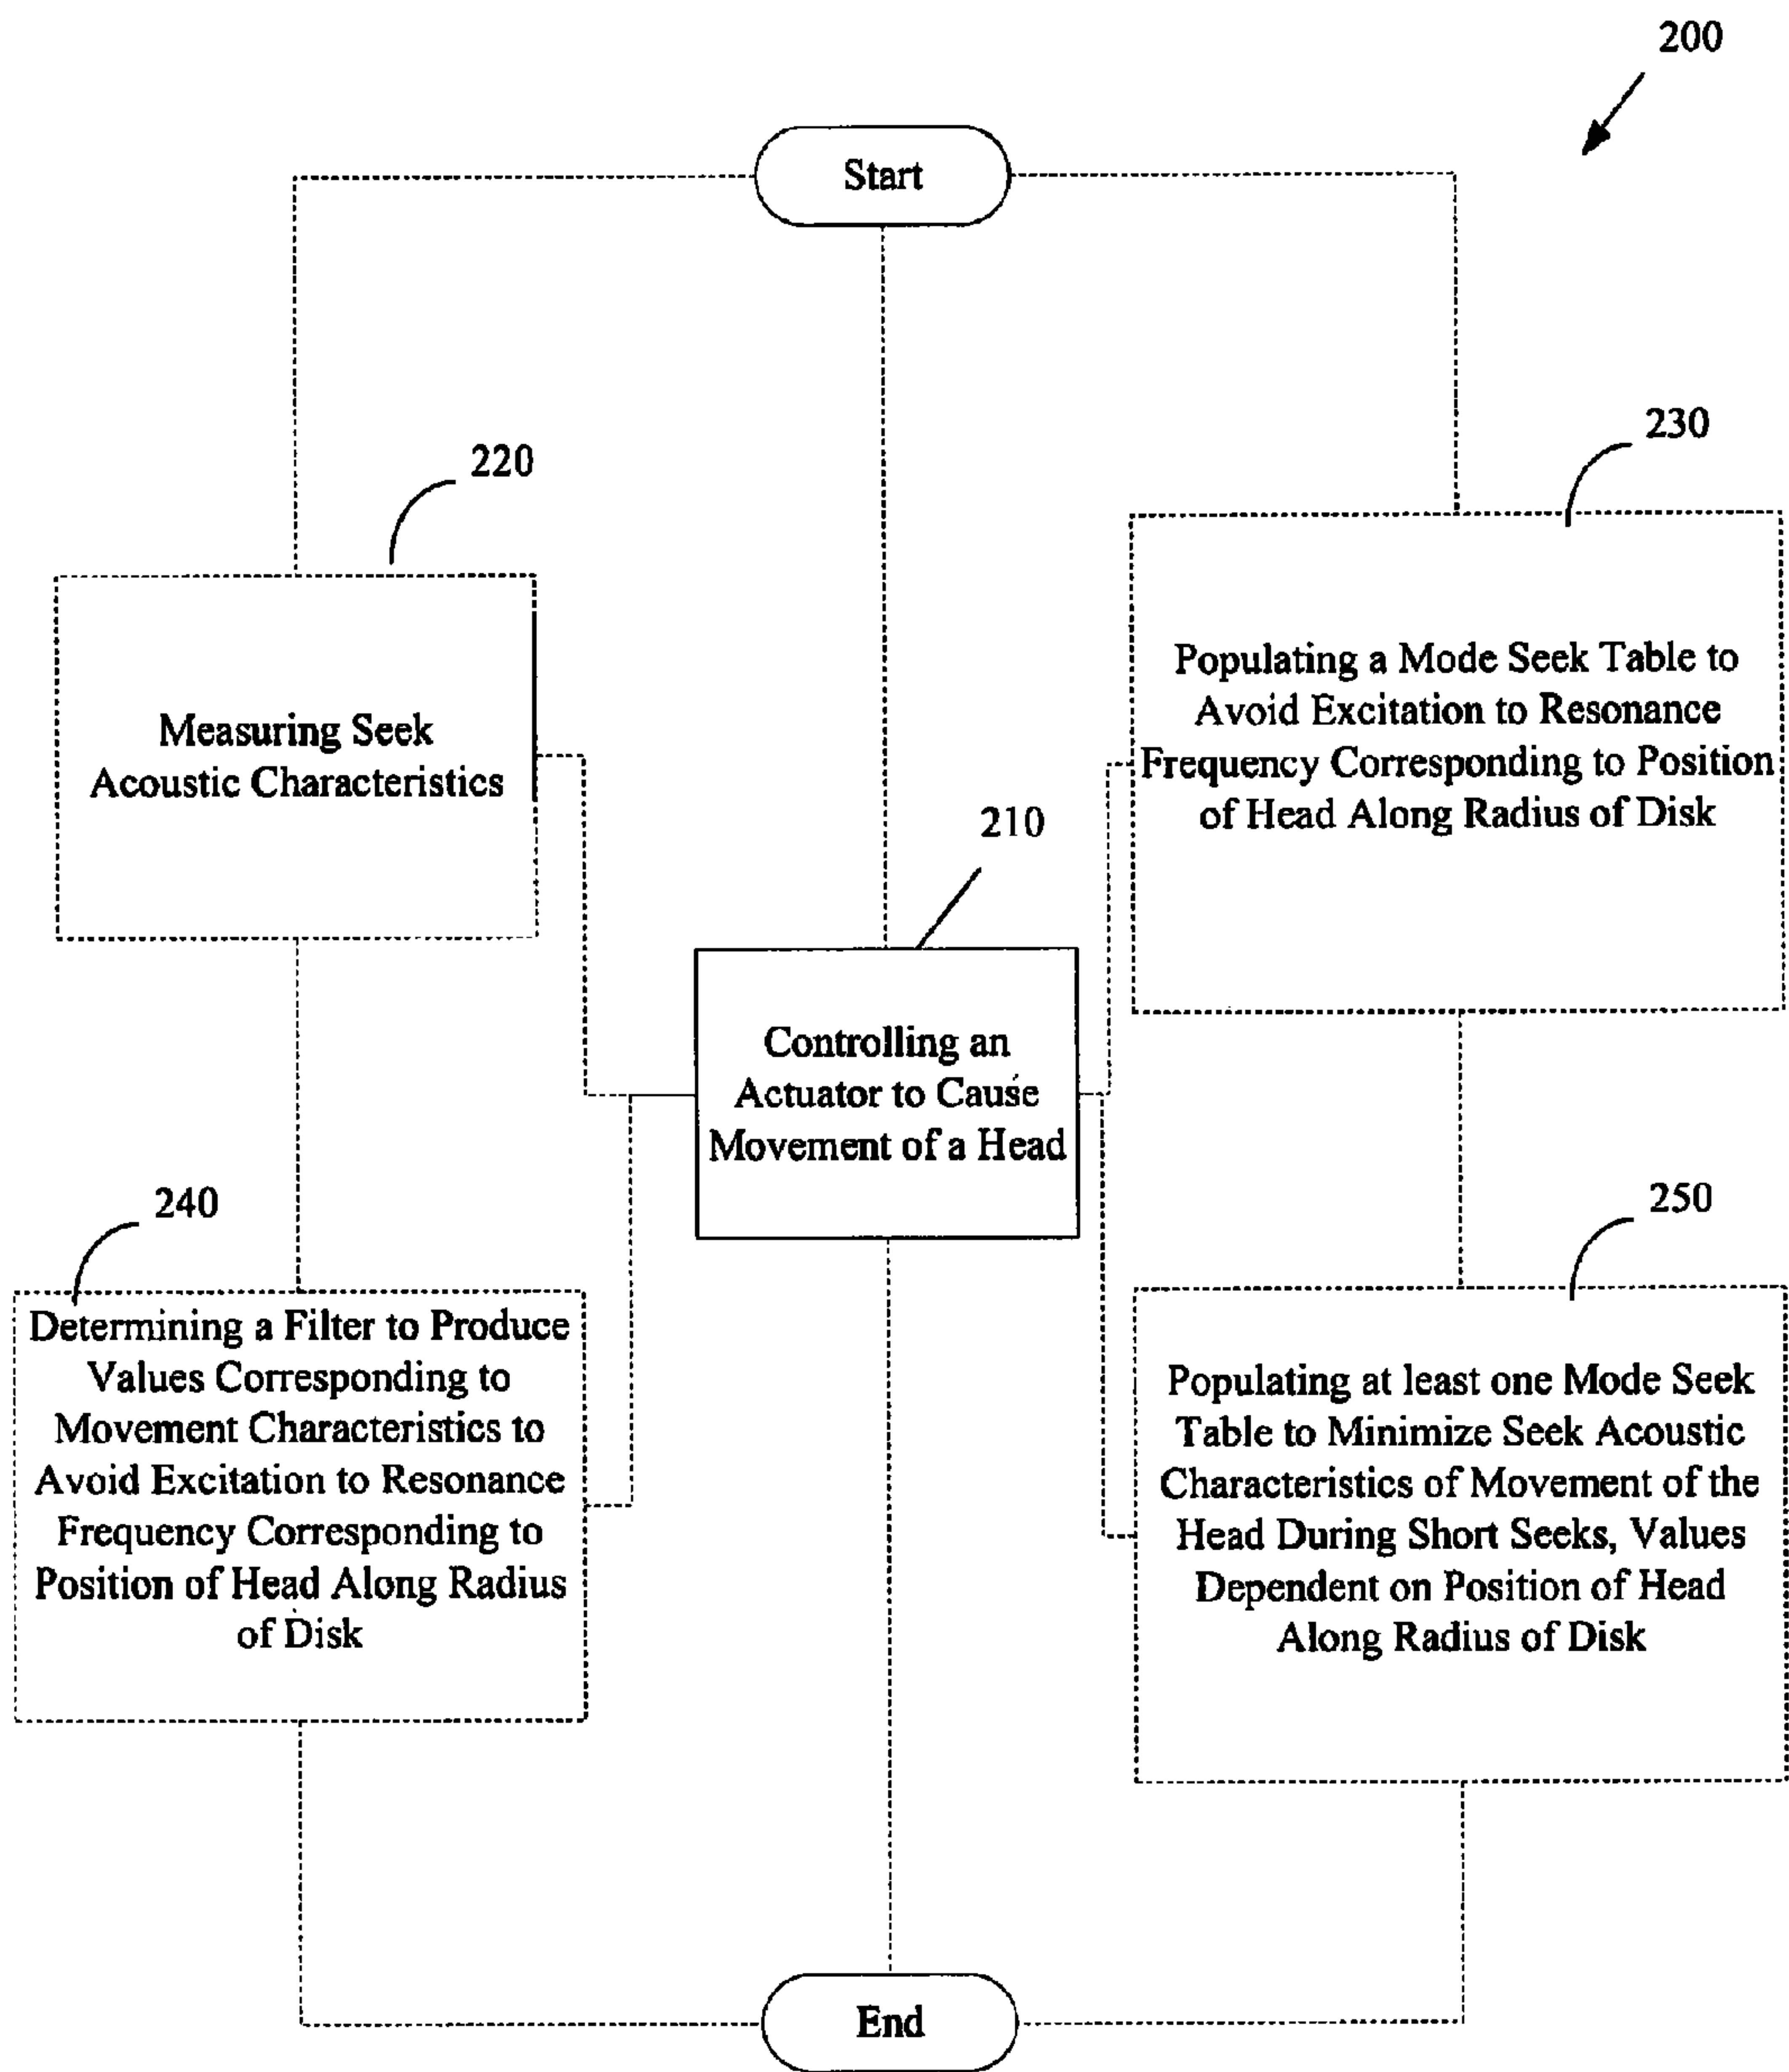 200
Start
220
230
Measuring Seek
Acoustic Characteristics
Populating a Mode Seek Table to
Avoid Excitation to Resonance
Frequency Corresponding to Position
of Head Along Radius of Disk
210
Controlling an
Actuator to Cause
Movement of a Head
240
250
Determining a Filter to Produce
Values Corresponding to
Movement Characteristics to
Avoid Excitation to Resonance
Frequency Corresponding to
Position of Head Along Radius
of Disk
Populating at least one Mode Seek
Table to Minimize Seek Acoustic
Characteristics of Movement of the
Head During Short Seeks, Values
Dependent on Position of Head
Along Radius of Disk
End